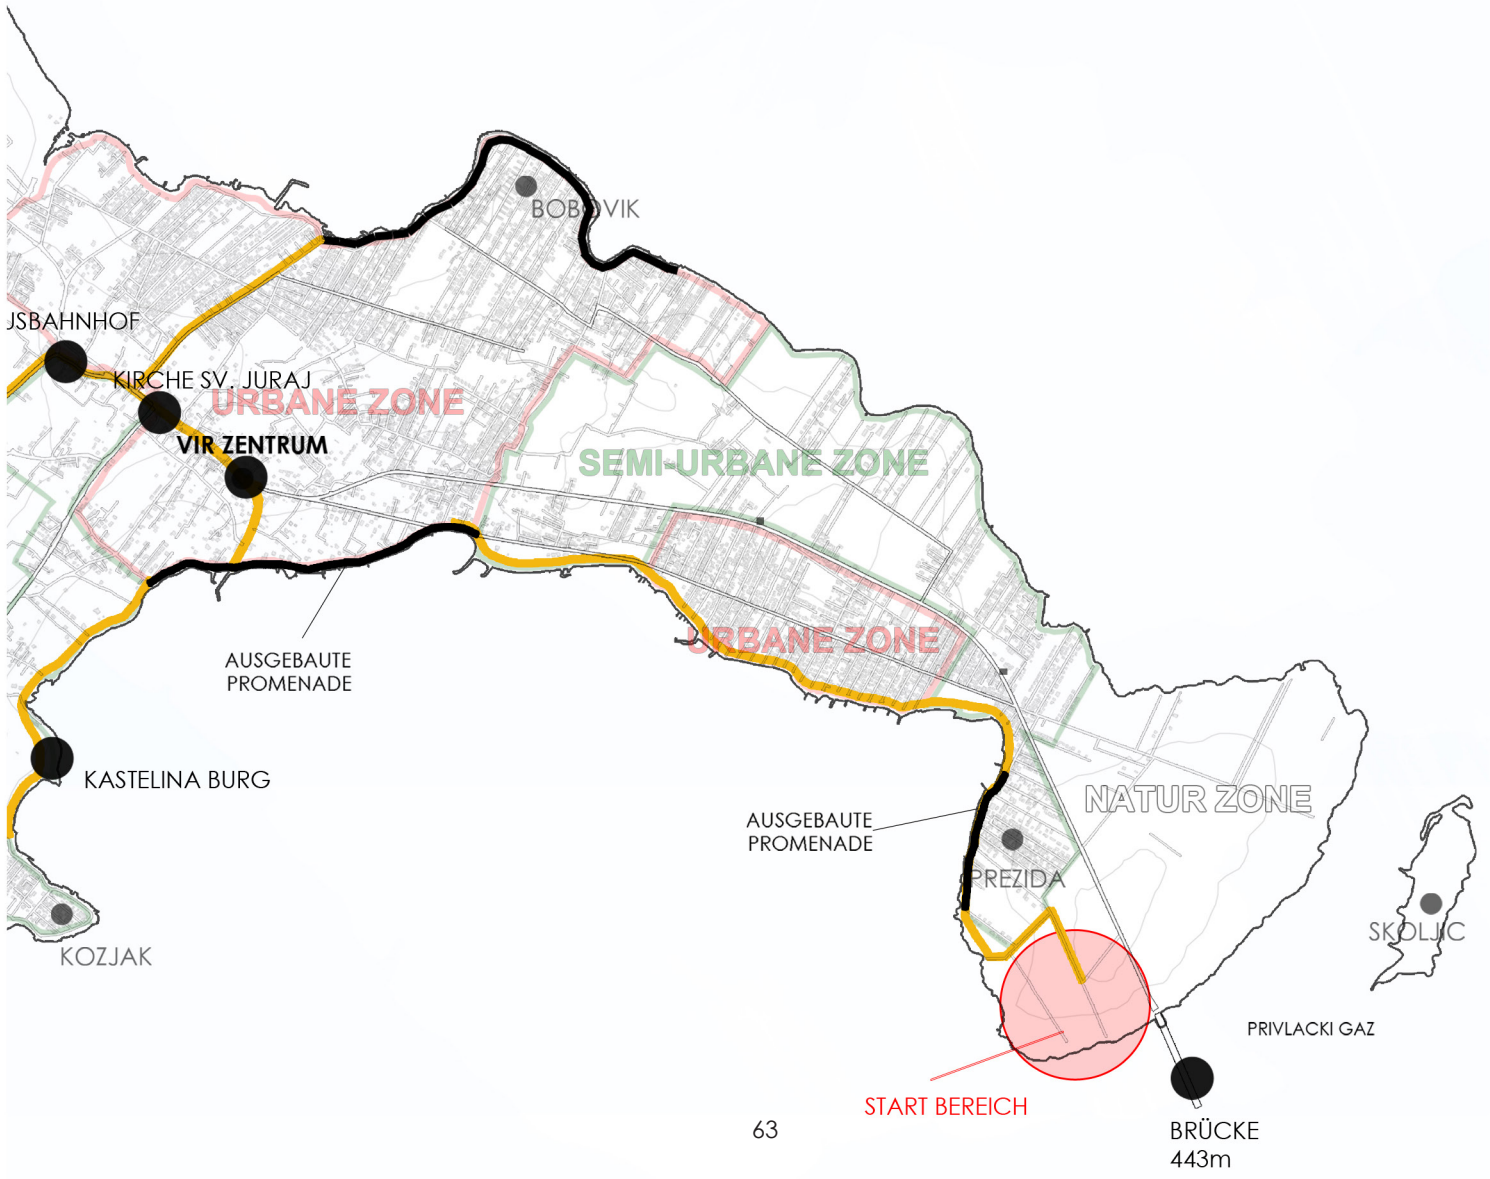 BOBOVIK
JSBAHNHOF
KIRCHE SV. JURAJ
URBANE ZONE
VIR ZENTRUM
SEMI-URBANE ZONE
URBANE ZONE
AUSGEBAUTE
PROMENADE
KASTELINA BURG
NATUR ZONE
AUSGEBAUTE
PROMENADE
PREZIDA
SKOLJIC
KOZJAK
PRIVLACKI GAZ
START BEREICH
63
BRÜCKE
443m